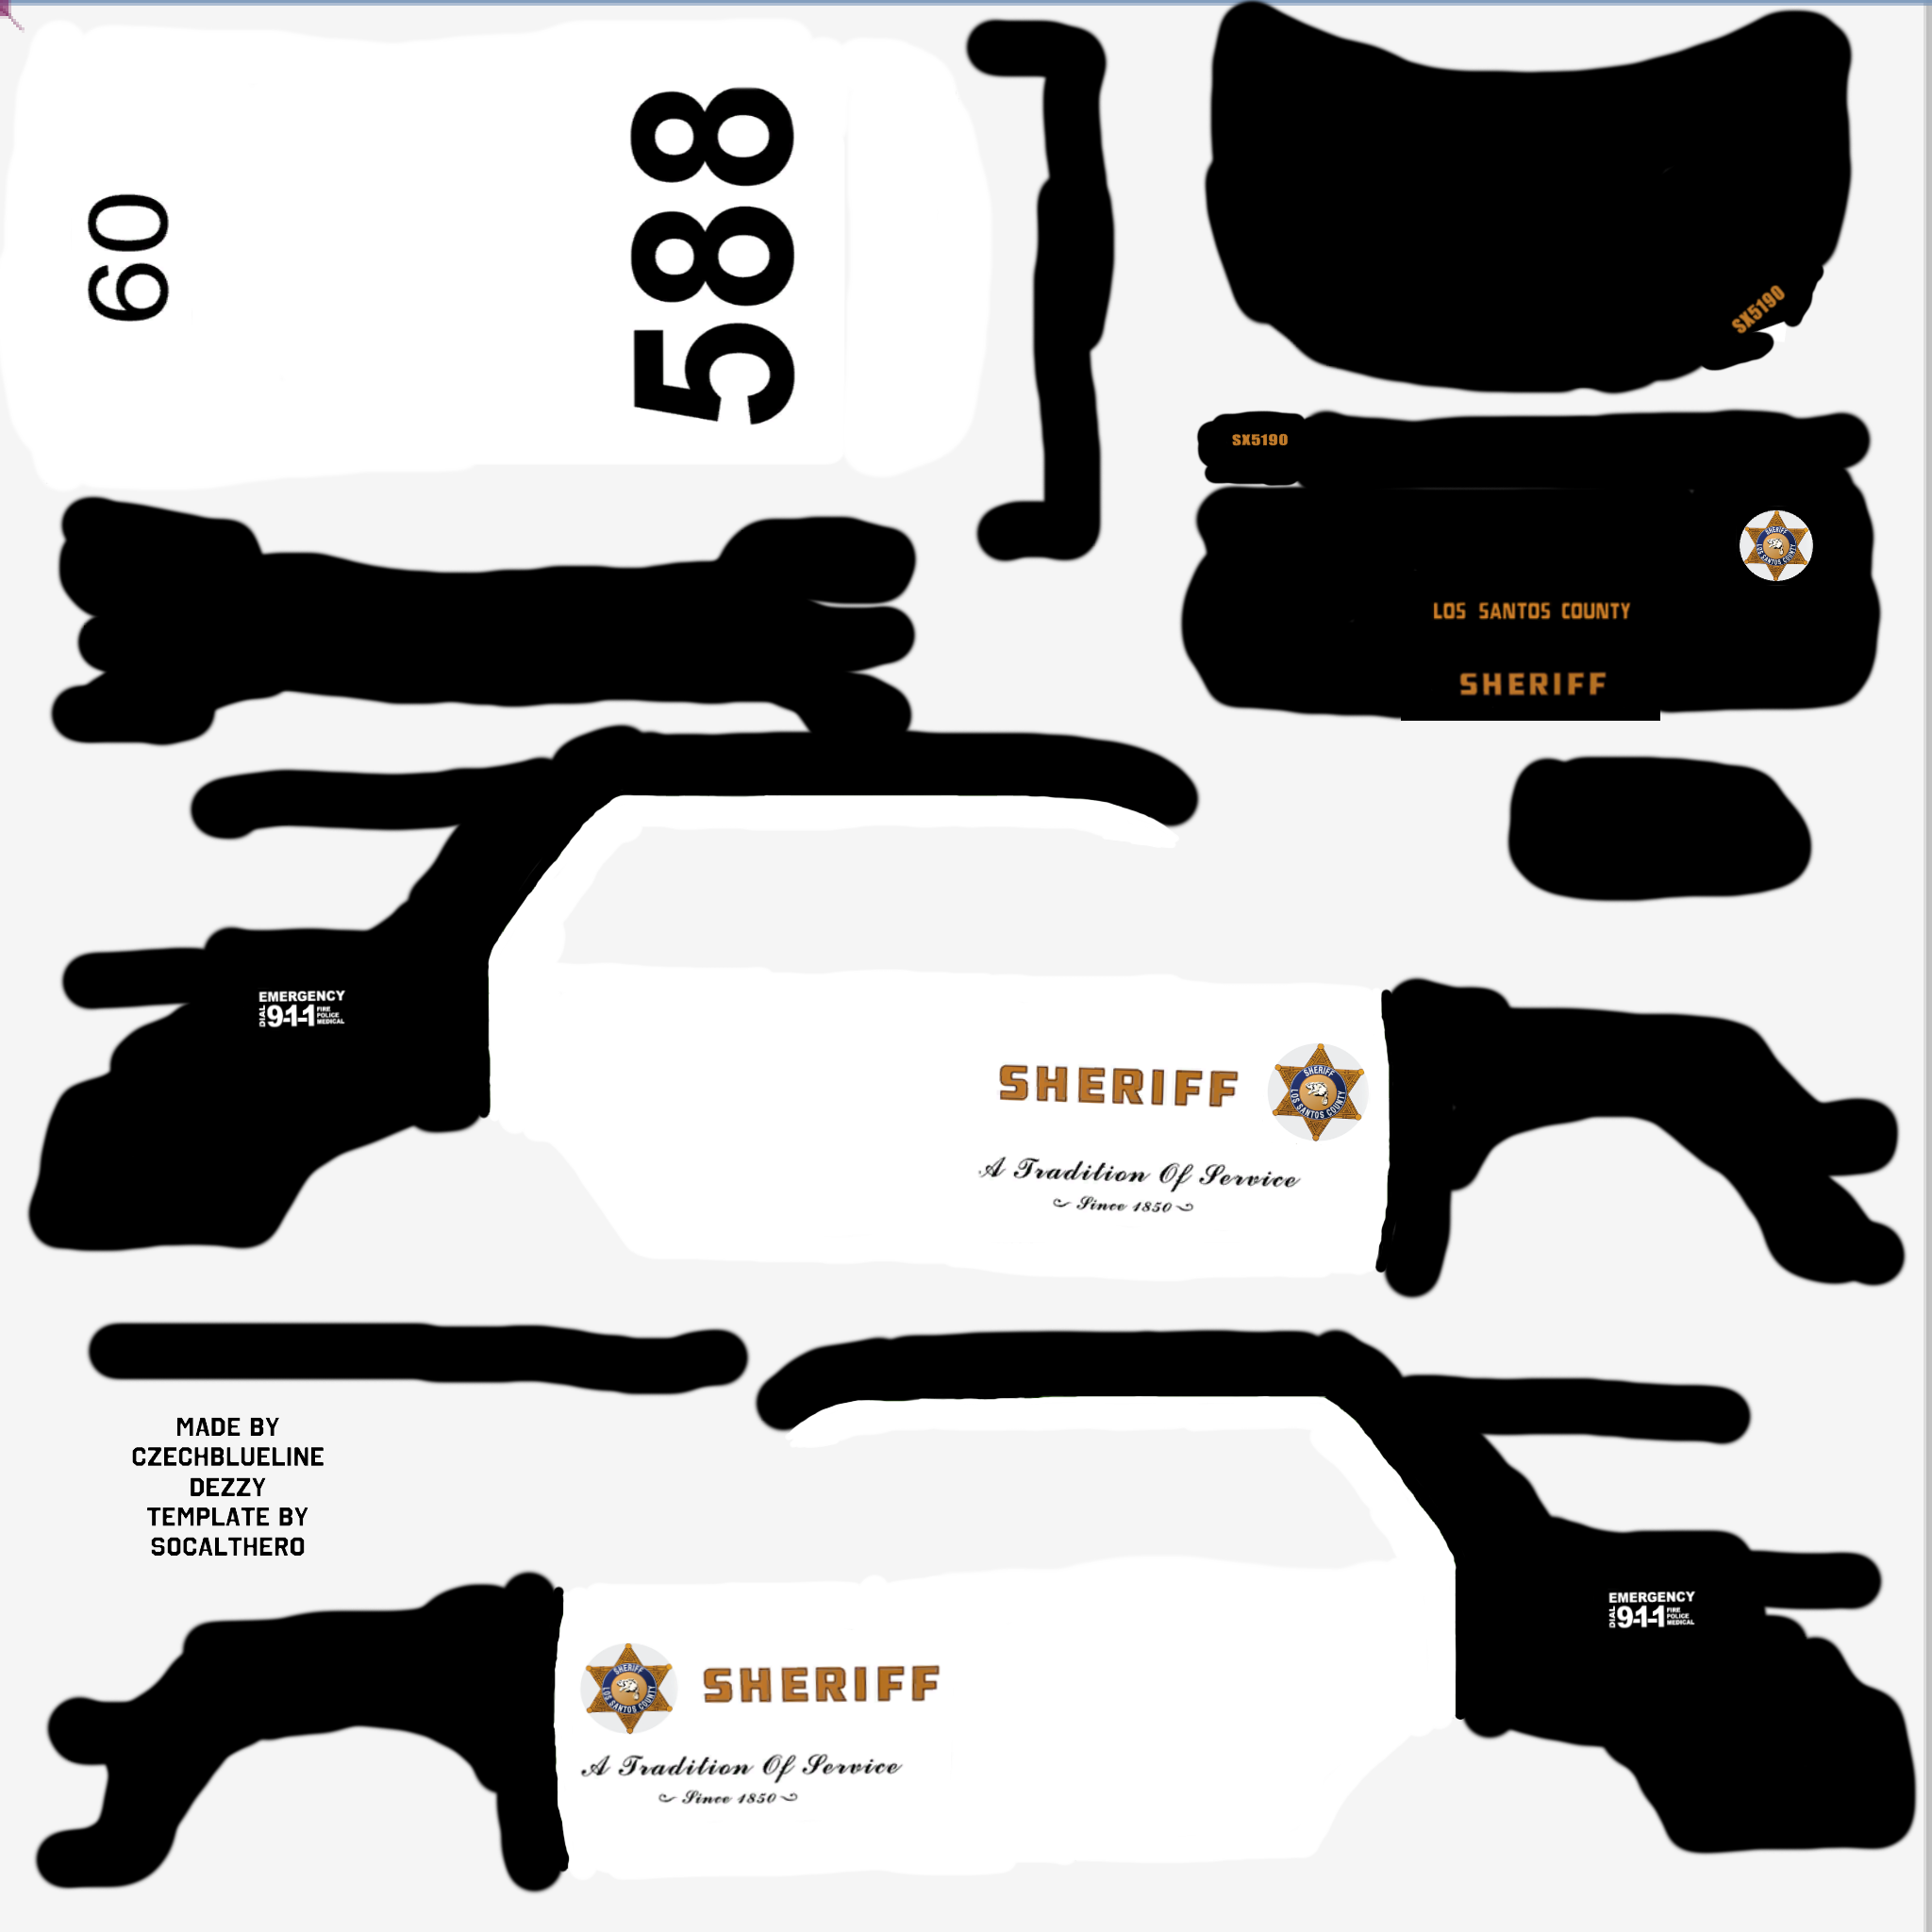 60
588
SX5190
SX5190
SHERIFF
LOS SANTOS COUNTY
LOS SANTOS COUNTY
SHERIFF
EMERGENCY
DIAL 9-1-1 FIRE
POLICE
MEDICAL
SHERIFF
SHERIFF
LOS SANTOS COUNTY
A Tradition Of Service
Since 1850
MADE BY
CZECHBLUELINE
DEZZY
TEMPLATE BY
SOCALTHERO
EMERGENCY
DIAL 9-1-1 FIRE
POLICE
MEDICAL
SHERIFF
LOS SANTOS COUNTY
SHERIFF
A Tradition Of Service
Since 1850